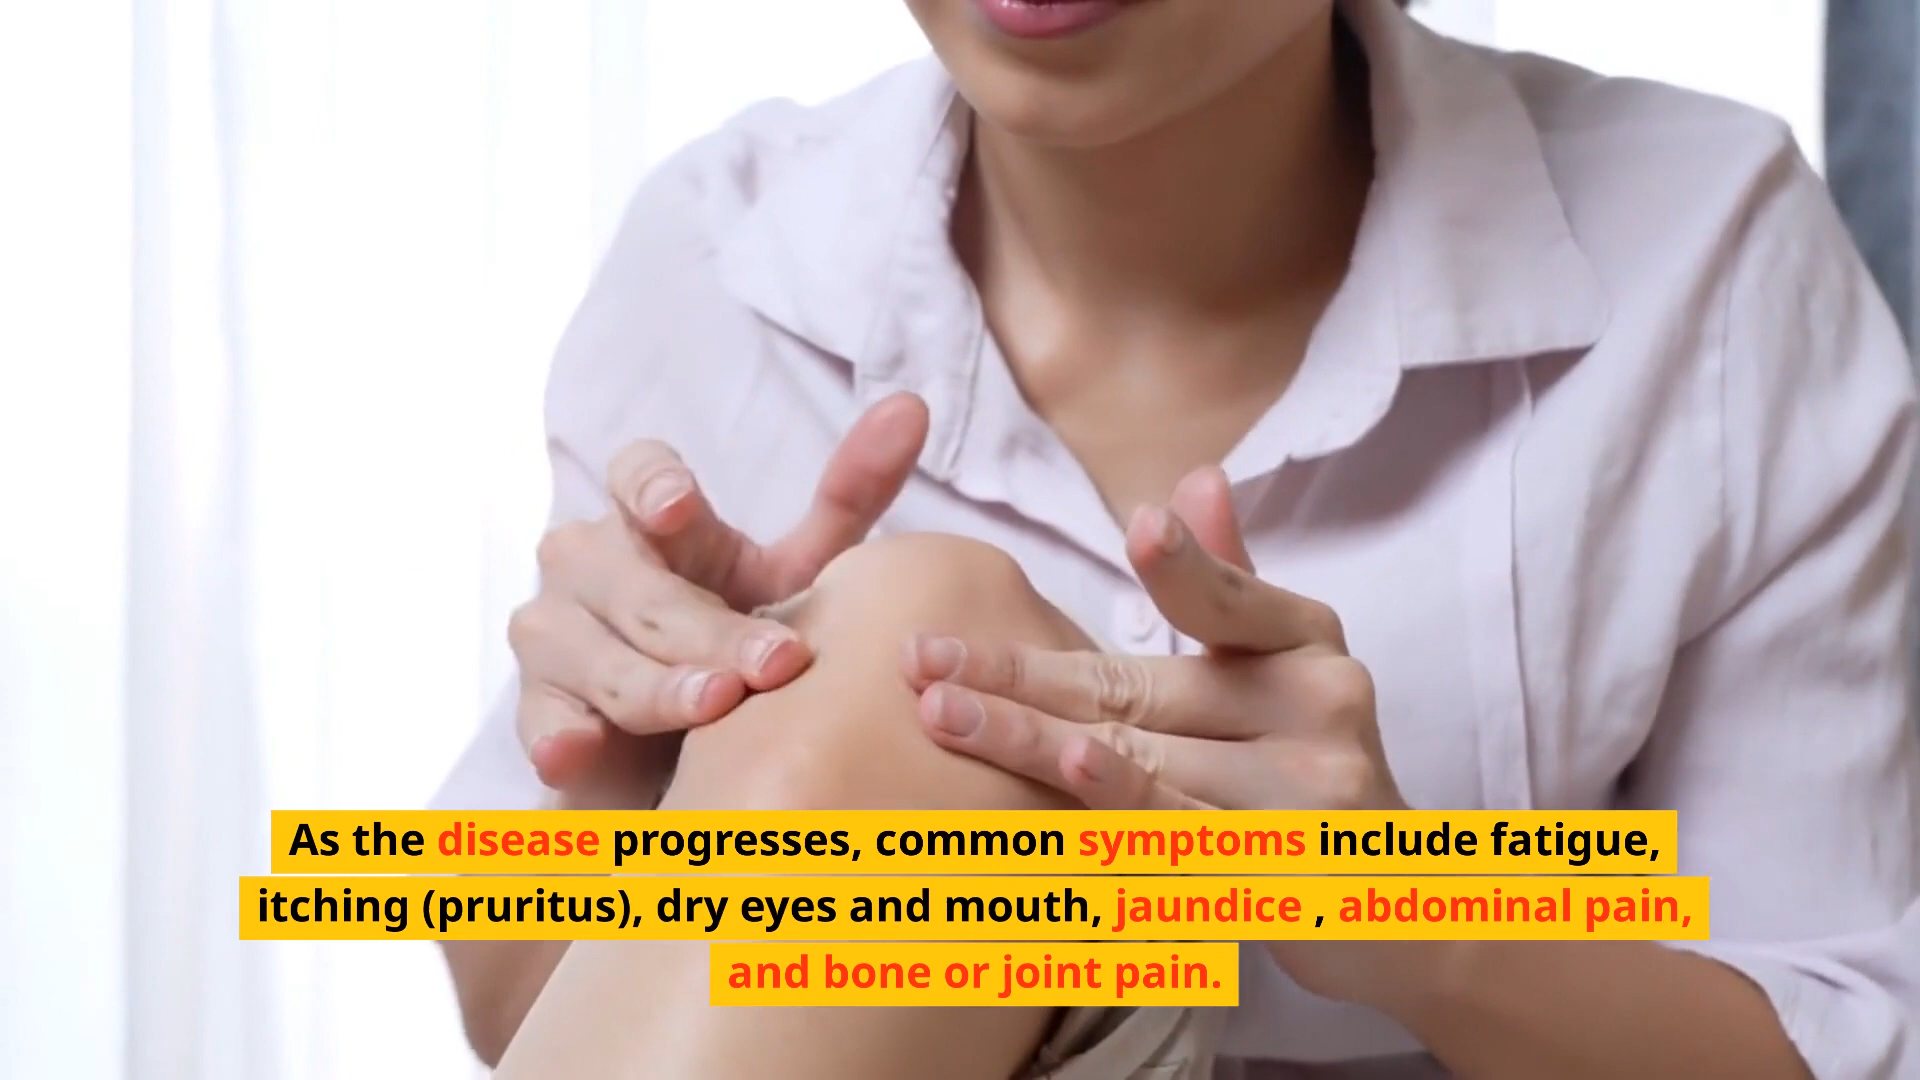 As the disease progresses, common symptoms include fatigue,
itching (pruritus), dry eyes and mouth, jaundice , abdominal pain,
and bone or joint pain.